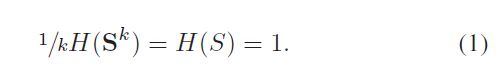 1/kH(S^k) = H(S) = 1. (1)